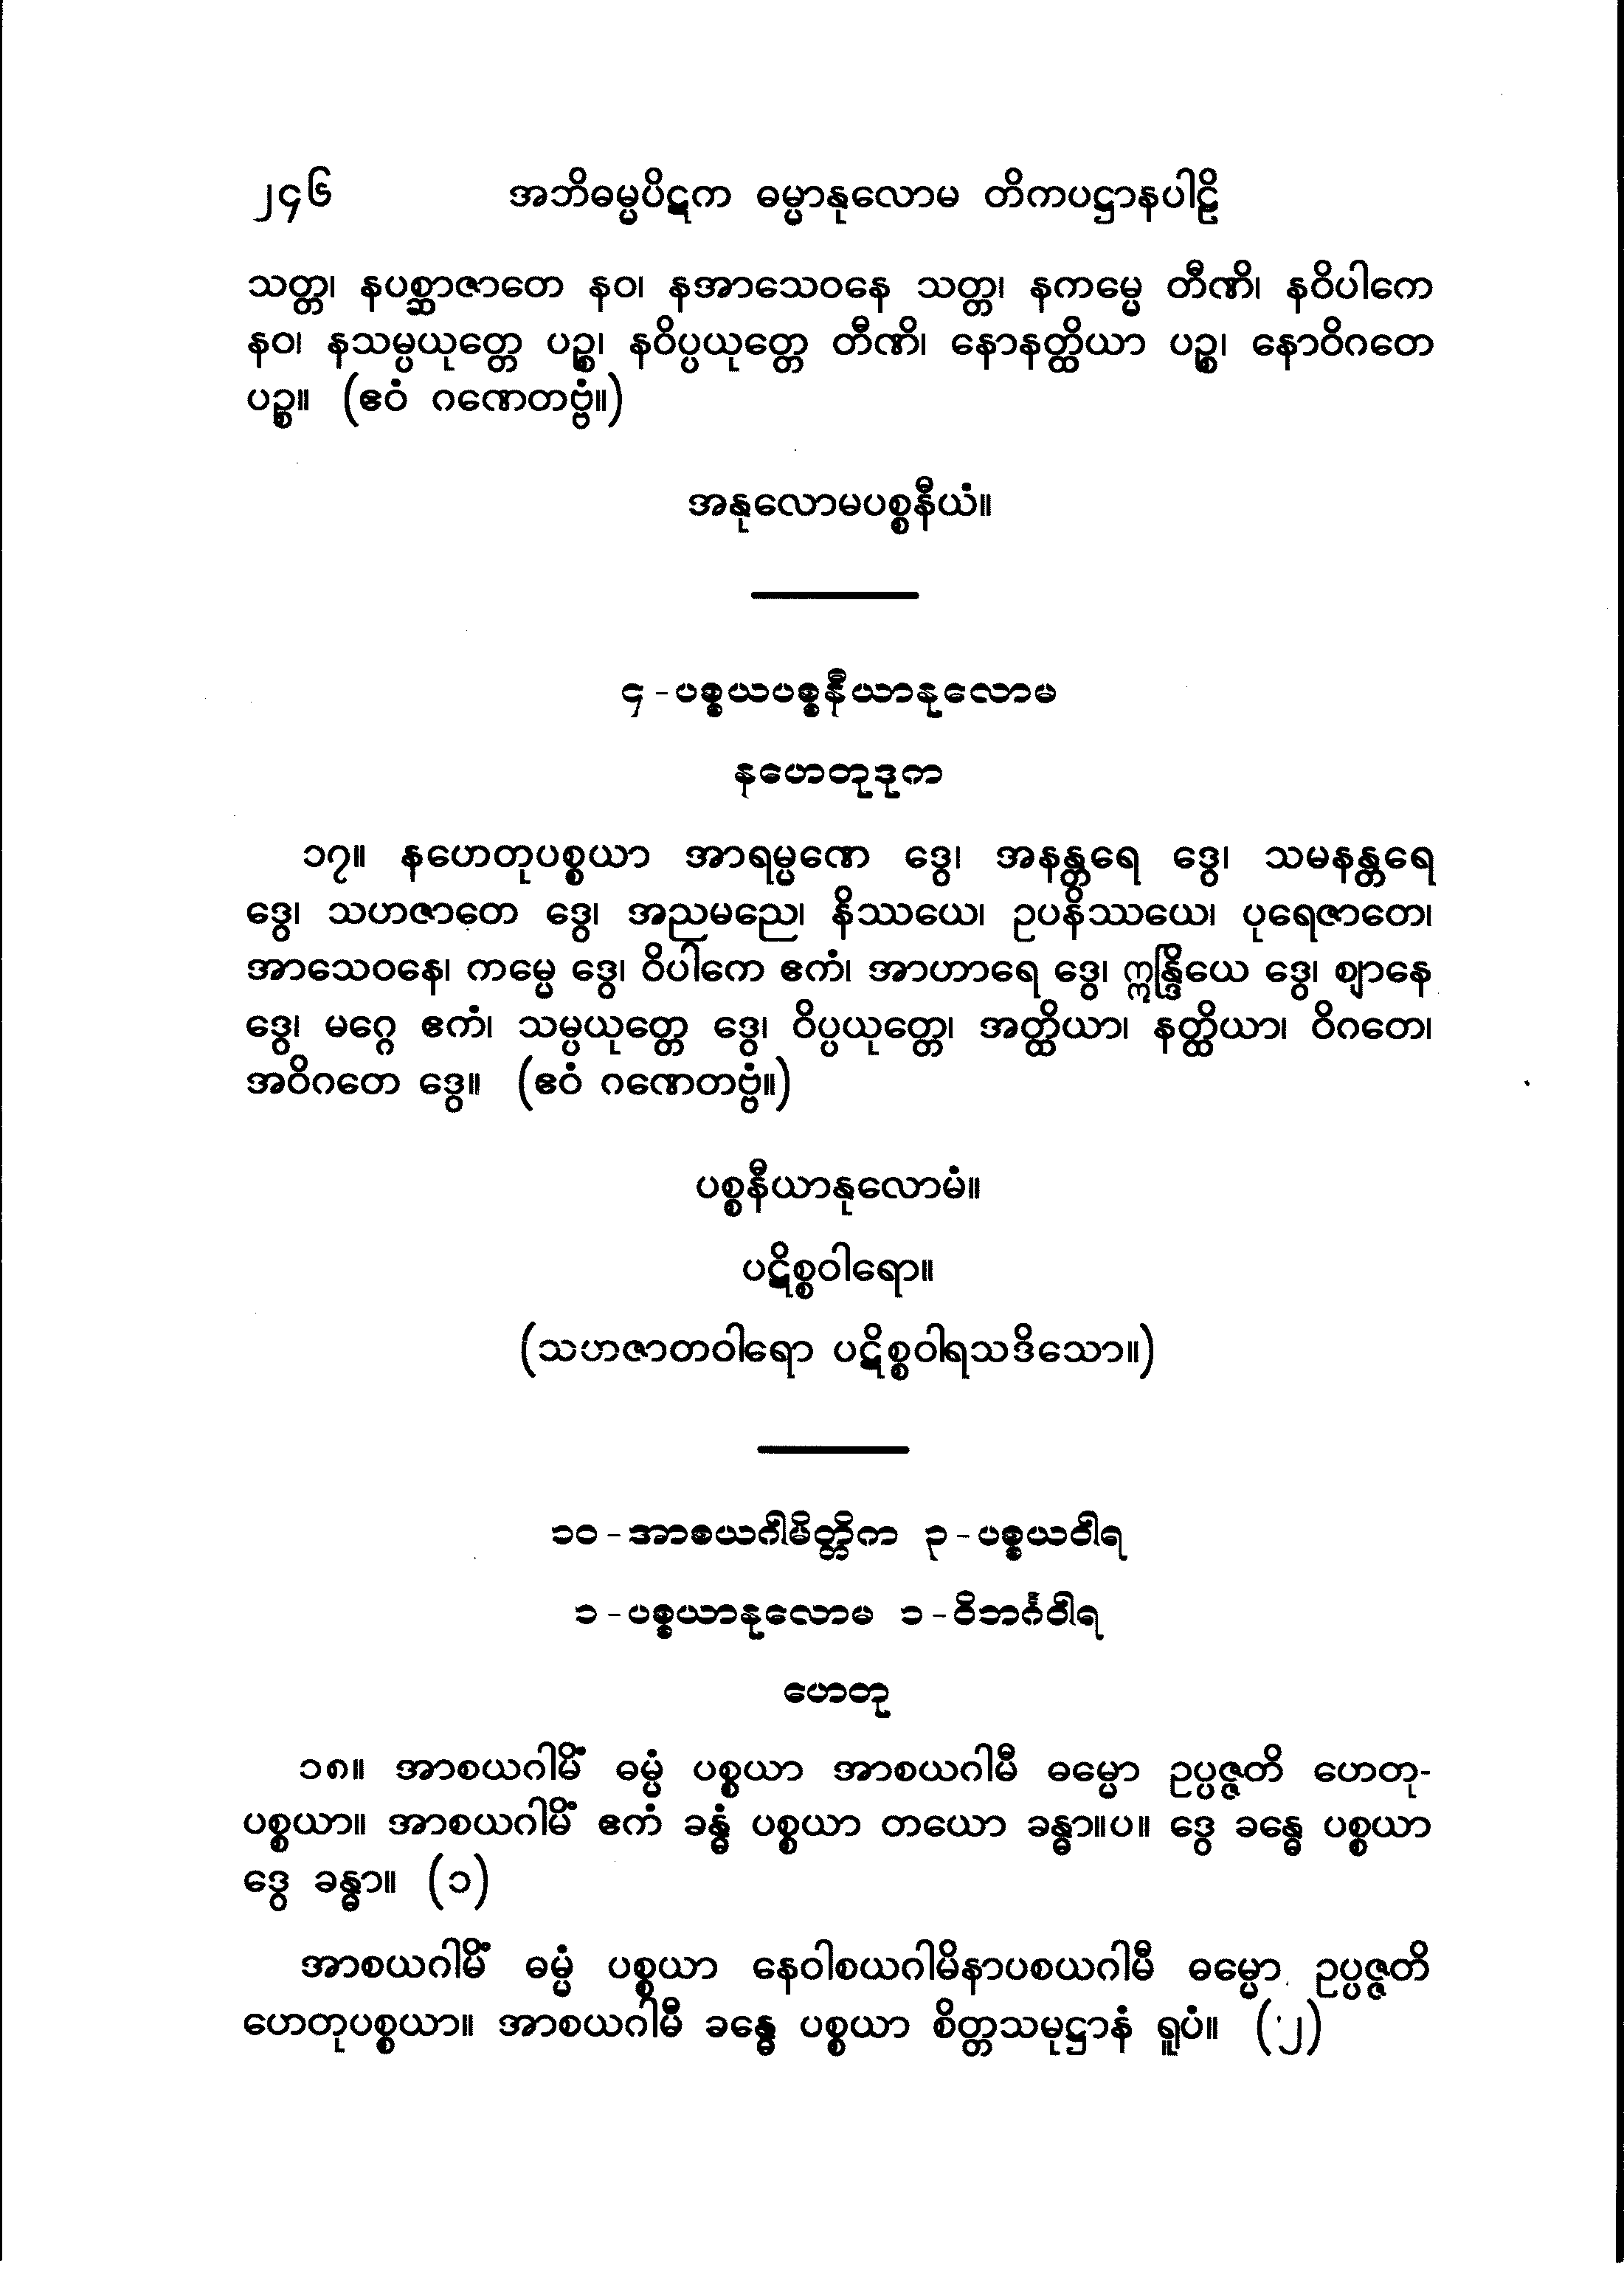 ၂၄၆ အဘိဓမ္မပိဋက ဓမ္မာနုလောမ တိကပဋ္ဌာနပါဠိ
သတ္တ၊ နပစ္ဆာဇာတေ နဝ၊ နအာသေဝနေ သတ္တ၊ နကမ္မေ တီဏိ၊ နဝိပါကေ
နဝ၊ နသမ္ပယုတ္တေ ပဉ္စ၊ နဝိပ္ပယုတ္တေ တီဏိ၊ နောနတ္ထိယာ ပဉ္စ၊ နောဝိဂတေ
ပဉ္စ။ (ဧဝံ ဂဏေတဗ္ဗံ။)
အနုလောမပစ္စနီယံ။
၄-ပစ္စယပစ္စနီယာနုလောမ
နဟေတုဒုက
၁၇။ နဟေတုပစ္စယာ အာရမ္မဏေ ဒွေ၊ အနန္တရေ ဒွေ၊ သမနန္တရေ
ဒွေ၊ သဟဇာတေ ဒွေ၊ အညမညေ၊ နိဿယေ၊ ဥပနိဿယေ၊ ပုရေဇာတေ၊
အာသေဝနေ၊ ကမ္မေ ဒွေ၊ ဝိပါကေ ဧကံ၊ အာဟာရေ ဒွေ၊ ဣန္ဒြိယေ ဒွေ၊ ဈာနေ
ဒွေ၊ မဂ္ဂေ ဧကံ၊ သမ္ပယုတ္တေ ဒွေ၊ ဝိပ္ပယုတ္တေ၊ အတ္ထိယာ၊ နတ္ထိယာ၊ ဝိဂတေ၊
အဝိဂတေ ဒွေ။ (ဧဝံ ဂဏေတဗ္ဗံ။)
ပစ္စနီယာနုလောမံ။
ပဋိစ္စဝါရော။
(သဟဇာတဝါရော ပဋိစ္စဝါရသဒိသော။)
၁၀-အာစယဂါမိတ္တိက ၃-ပစ္စယဝါရ
၁-ပစ္စယာနုလောမ ၁-ဝိဘင်္ဂဝါရ
ဟေတု
၁၈။ အာစယဂါမိံ ဓမ္မံ ပစ္စယာ အာစယဂါမီ ဓမ္မော ဥပ္ပဇ္ဇတိ ဟေတု-
ပစ္စယာ။ အာစယဂါမိံ ဧကံ ခန္ဓံ ပစ္စယာ တယော ခန္ဓာ။ပ။ ဒွေ ခန္ဓေ ပစ္စယာ
ဒွေ ခန္ဓာ။ (၁)
အာစယဂါမိံ ဓမ္မံ ပစ္စယာ နေဝါစယဂါမိနာပစယဂါမီ ဓမ္မော ဥပ္ပဇ္ဇတိ
ဟေတုပစ္စယာ။ အာစယဂါမီ ခန္ဓေ ပစ္စယာ စိတ္တသမုဋ္ဌာနံ ရူပံ။ (၂)